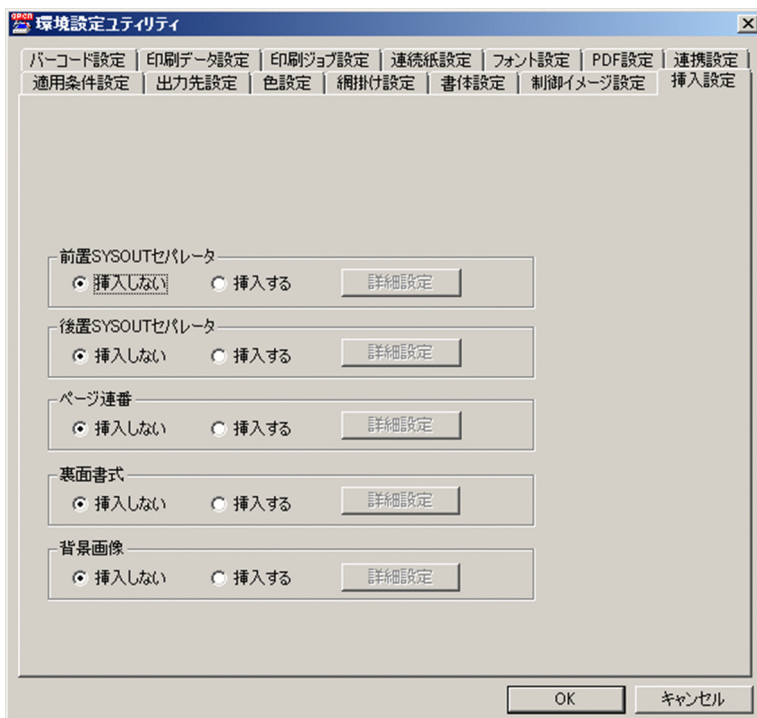 OPEN
環境設定ユティリティ
バーコード設定 印刷データ設定 印刷ジョブ設定 連続紙設定 フォント設定 PDF設定 連携設定
適用条件設定 出力先設定 色設定 網掛け設定 書体設定 制御イメージ設定 挿入設定
前置SYSOUTセパレータ
挿入しない 挿入する 詳細設定
後置SYSOUTセパレータ
挿入しない 挿入する 詳細設定
ページ連番
挿入しない 挿入する 詳細設定
裏面書式
挿入しない 挿入する 詳細設定
背景画像
挿入しない 挿入する 詳細設定
OK キャンセル